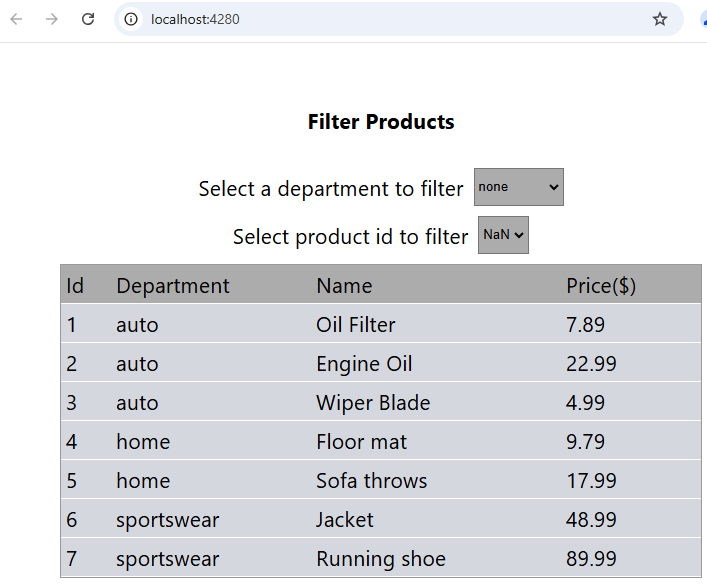 localhost:4280
Filter Products
Select a department to filter none
Select product id to filter NaN
Id Department Name Price($)
1 auto Oil Filter 7.89
2 auto Engine Oil 22.99
3 auto Wiper Blade 4.99
4 home Floor mat 9.79
5 home Sofa throws 17.99
6 sportswear Jacket 48.99
7 sportswear Running shoe 89.99